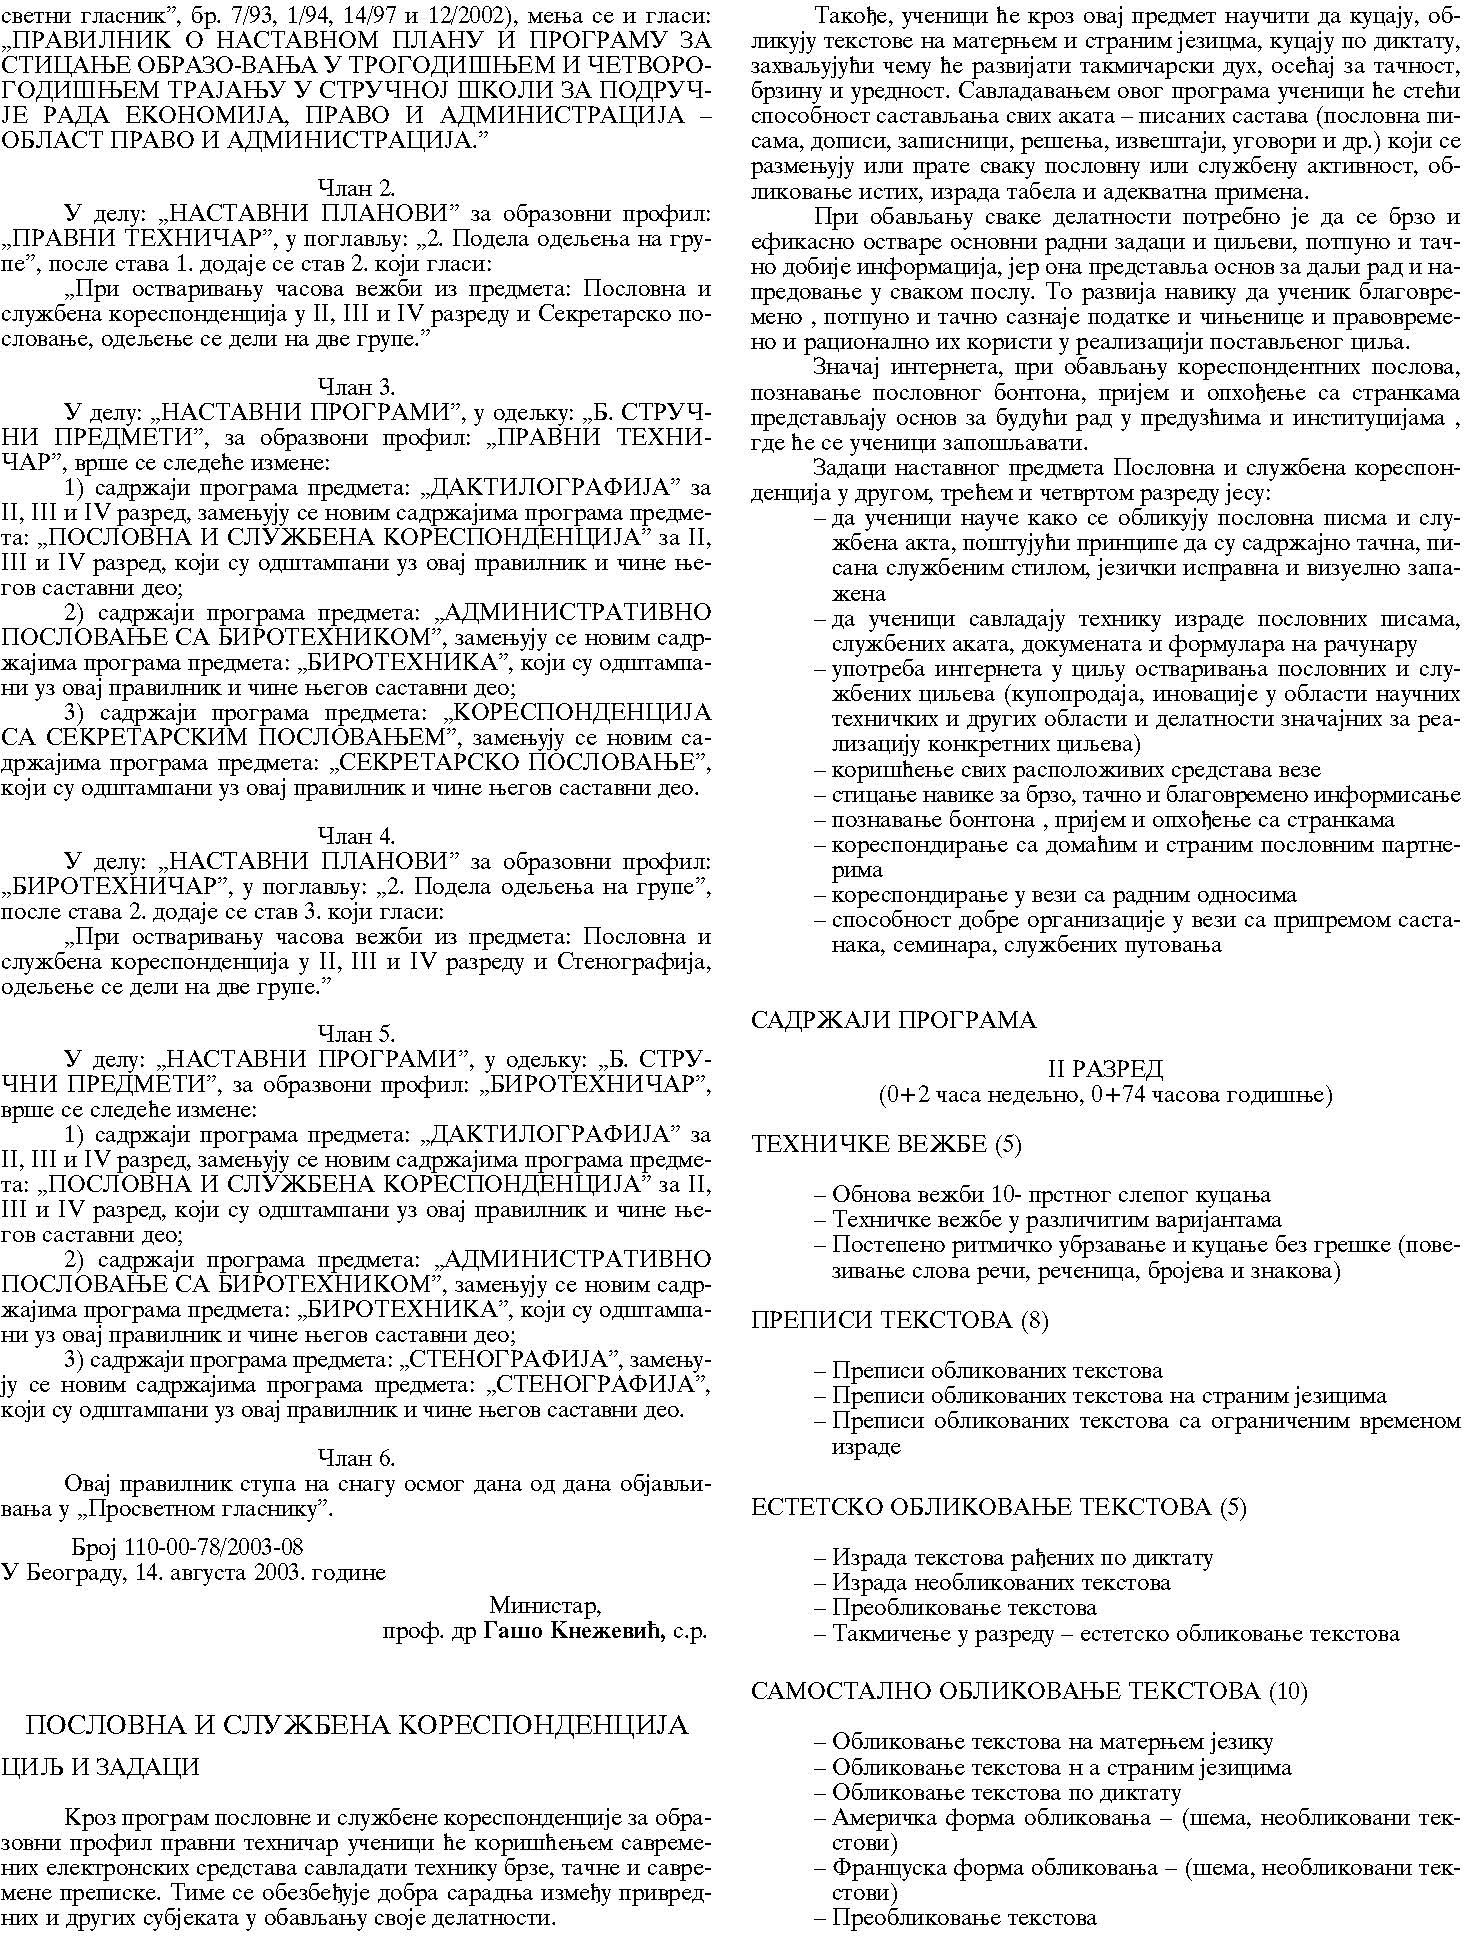 светни гласник”, бр. 7/93, 1/94, 14/97 и 12/2002), мења се и гласи:
„ПРАВИЛНИК О НАСТАВНОМ ПЛАНУ И ПРОГРАМУ ЗА
СТИЦАЊЕ ОБРАЗО-ВАЊА У ТРОГОДИШЊЕМ И ЧЕТВОРО-
ГОДИШЊЕМ ТРАЈАЊУ У СТРУЧНОЈ ШКОЛИ ЗА ПОДРУЧ-
ЈЕ РАДА ЕКОНОМИЈА, ПРАВО И АДМИНИСТРАЦИЈА –
ОБЛАСТ ПРАВО И АДМИНИСТРАЦИЈА.”
Члан 2.
У делу: „НАСТАВНИ ПЛАНОВИ” за образовни профил:
„ПРАВНИ ТЕХНИЧАР”, у поглављу: „2. Подела одељења на гру-
пе”, после става 1. додаје се став 2. који гласи:
„При остваривању часова вежби из предмета: Пословна и
службена кореспонденција у II, III и IV разреду и Секретарско по-
словање, одељење се дели на две групе.”
Члан 3.
У делу: „НАСТАВНИ ПРОГРАМИ”, у одељку: „Б. СТРУЧ-
НИ ПРЕДМЕТИ”, за образвони профил: „ПРАВНИ ТЕХНИ-
ЧАР”, врше се следеће измене:
1) садржаји програма предмета: „ДАКТИЛОГРАФИЈА” за
II, III и IV разред, замењују се новим садржајима програма предме-
та: „ПОСЛОВНА И СЛУЖБЕНА КОРЕСПОНДЕНЦИЈА” за II,
III и IV разред, који су одштампани уз овај правилник и чине ње-
гов саставни део;
2) садржаји програма предмета: „АДМИНИСТРАТИВНО
ПОСЛОВАЊЕ СА БИРОТЕХНИКОМ”, замењују се новим садр-
жајима програма предмета: „БИРОТЕХНИКА”, који су одштампа-
ни уз овај правилник и чине његов саставни део;
3) садржаји програма предмета: „КОРЕСПОНДЕНЦИЈА
СА СЕКРЕТАРСКИМ ПОСЛОВАЊЕМ”, замењују се новим са-
држајима програма предмета: „СЕКРЕТАРСКО ПОСЛОВАЊЕ”,
који су одштампани уз овај правилник и чине његов саставни део.
Члан 4.
У делу: „НАСТАВНИ ПЛАНОВИ” за образовни профил:
„БИРОТЕХНИЧАР”, у поглављу: „2. Подела одељења на групе”,
после става 2. додаје се став 3. који гласи:
„При остваривању часова вежби из предмета: Пословна и
службена кореспонденција у II, III и IV разреду и Стенографија,
одељење се дели на две групе.”
Члан 5.
У делу: „НАСТАВНИ ПРОГРАМИ”, у одељку: „Б. СТРУ-
ЧНИ ПРЕДМЕТИ”, за образвони профил: „БИРОТЕХНИЧАР”,
врше се следеће измене:
1) садржаји програма предмета: „ДАКТИЛОГРАФИЈА” за
II, III и IV разред, замењују се новим садржајима програма предме-
та: „ПОСЛОВНА И СЛУЖБЕНА КОРЕСПОНДЕНЦИЈА” за II,
III и IV разред, који су одштампани уз овај правилник и чине ње-
гов саставни део;
2) садржаји програма предмета: „АДМИНИСТРАТИВНО
ПОСЛОВАЊЕ СА БИРОТЕХНИКОМ”, замењују се новим садр-
жајима програма предмета: „БИРОТЕХНИКА”, који су одштампа-
ни уз овај правилник и чине његов саставни део;
3) садржаји програма предмета: „СТЕНОГРАФИЈА”, замењу-
ју се новим садржајима програма предмета: „СТЕНОГРАФИЈА”,
који су одштампани уз овај правилник и чине његов саставни део.
Члан 6.
Овај правилник ступа на снагу осмог дана од дана објављи-
вања у „Просветном гласнику”.
Број 110-00-78/2003-08
У Београду, 14. августа 2003. године
Министар,
проф. др Гашо Кнежевић, с.р.
ПОСЛОВНА И СЛУЖБЕНА КОРЕСПОНДЕНЦИЈА
ЦИЉ И ЗАДАЦИ
Кроз програм пословне и службене кореспонденције за обра-
зовни профил правни техничар ученици ће коришћењем савреме-
них електронских средстава савладати технику брзе, тачне и савре-
мене преписке. Тиме се обезбеђује добра сарадња између привред-
них и других субјеката у обављању своје делатности.
Такође, ученици ће кроз овај предмет научити да куцају, об-
ликују текстове на матерњем и страним језицма, куцају по диктату,
захваљујући чему ће развијати такмичарски дух, осећај за тачност,
брзину и уредност. Савладавањем овог програма ученици ће стећи
способност састављања свих аката – писаних састава (пословна пи-
сама, дописи, записници, решења, извештаји, уговори и др.) који се
размењују или прате сваку пословну или службену активност, об-
ликовање истих, израда табела и адекватна примена.
При обављању сваке делатности потребно је да се брзо и
ефикасно остваре основни радни задаци и циљеви, потпуно и тач-
но добије информација, јер она представља основ за даљи рад и на-
предовање у сваком послу. То развија навику да ученик благовре-
мено , потпуно и тачно сазнаје податке и чињенице и правовреме-
но и рационално их користи у реализацији постављеног циља.
Значај интернета, при обављању кореспондентних послова,
познавање пословног бонтона, пријем и опхођење са странкама
представљају основ за будући рад у предузћима и институцијама ,
где ће се ученици запошљавати.
Задаци наставног предмета Пословна и службена кореспон-
денција у другом, трећем и четвртом разреду јесу:
– да ученици науче како се обликују пословна писма и слу-
жбена акта, поштујући принципе да су садржајно тачна, пи-
сана службеним стилом, језички исправна и визуелно запа-
жена
– да ученици савладају технику израде пословних писама,
службених аката, докумената и формулара на рачунару
– употреба интернета у циљу остваривања пословних и слу-
жбених циљева (купопродаја, иновације у области научних
техничких и других области и делатности значајних за реа-
лизацију конкретних циљева)
– коришћење свих расположивих средстава везе
– стицање навике за брзо, тачно и благовремено информисање
– познавање бонтона , пријем и опхођење са странкама
– кореспондирање са домаћим и страним пословним партне-
рима
– кореспондирање у вези са радним односима
– способност добре организације у вези са припремом саста-
нака, семинара, службених путовања
САДРЖАЈИ ПРОГРАМА
II РАЗРЕД
(0+2 часа недељно, 0+74 часова годишње)
ТЕХНИЧКЕ ВЕЖБЕ (5)
– Обнова вежби 10- прстног слепог куцања
– Техничке вежбе у различитим варијантама
– Постепено ритмичко убрзавање и куцање без грешке (пове-
зивање слова речи, реченица, бројева и знакова)
ПРЕПИСИ ТЕКСТОВА (8)
– Преписи обликованих текстова
– Преписи обликованих текстова на страним језицима
– Преписи обликованих текстова са ограниченим временом
израде
ЕСТЕТСКО ОБЛИКОВАЊЕ ТЕКСТОВА (5)
– Израда текстова рађених по диктату
– Израда необликованих текстова
– Преобликовање текстова
– Такмичење у разреду – естетско обликовање текстова
САМОСТАЛНО ОБЛИКОВАЊЕ ТЕКСТОВА (10)
– Обликовање текстова на матерњем језику
– Обликовање текстова н а страним језицима
– Обликовање текстова по диктату
– Америчка форма обликовања – (шема, необликовани тек-
стови)
– Француска форма обликовања – (шема, необликовани тек-
стови)
– Преобликовање текстова